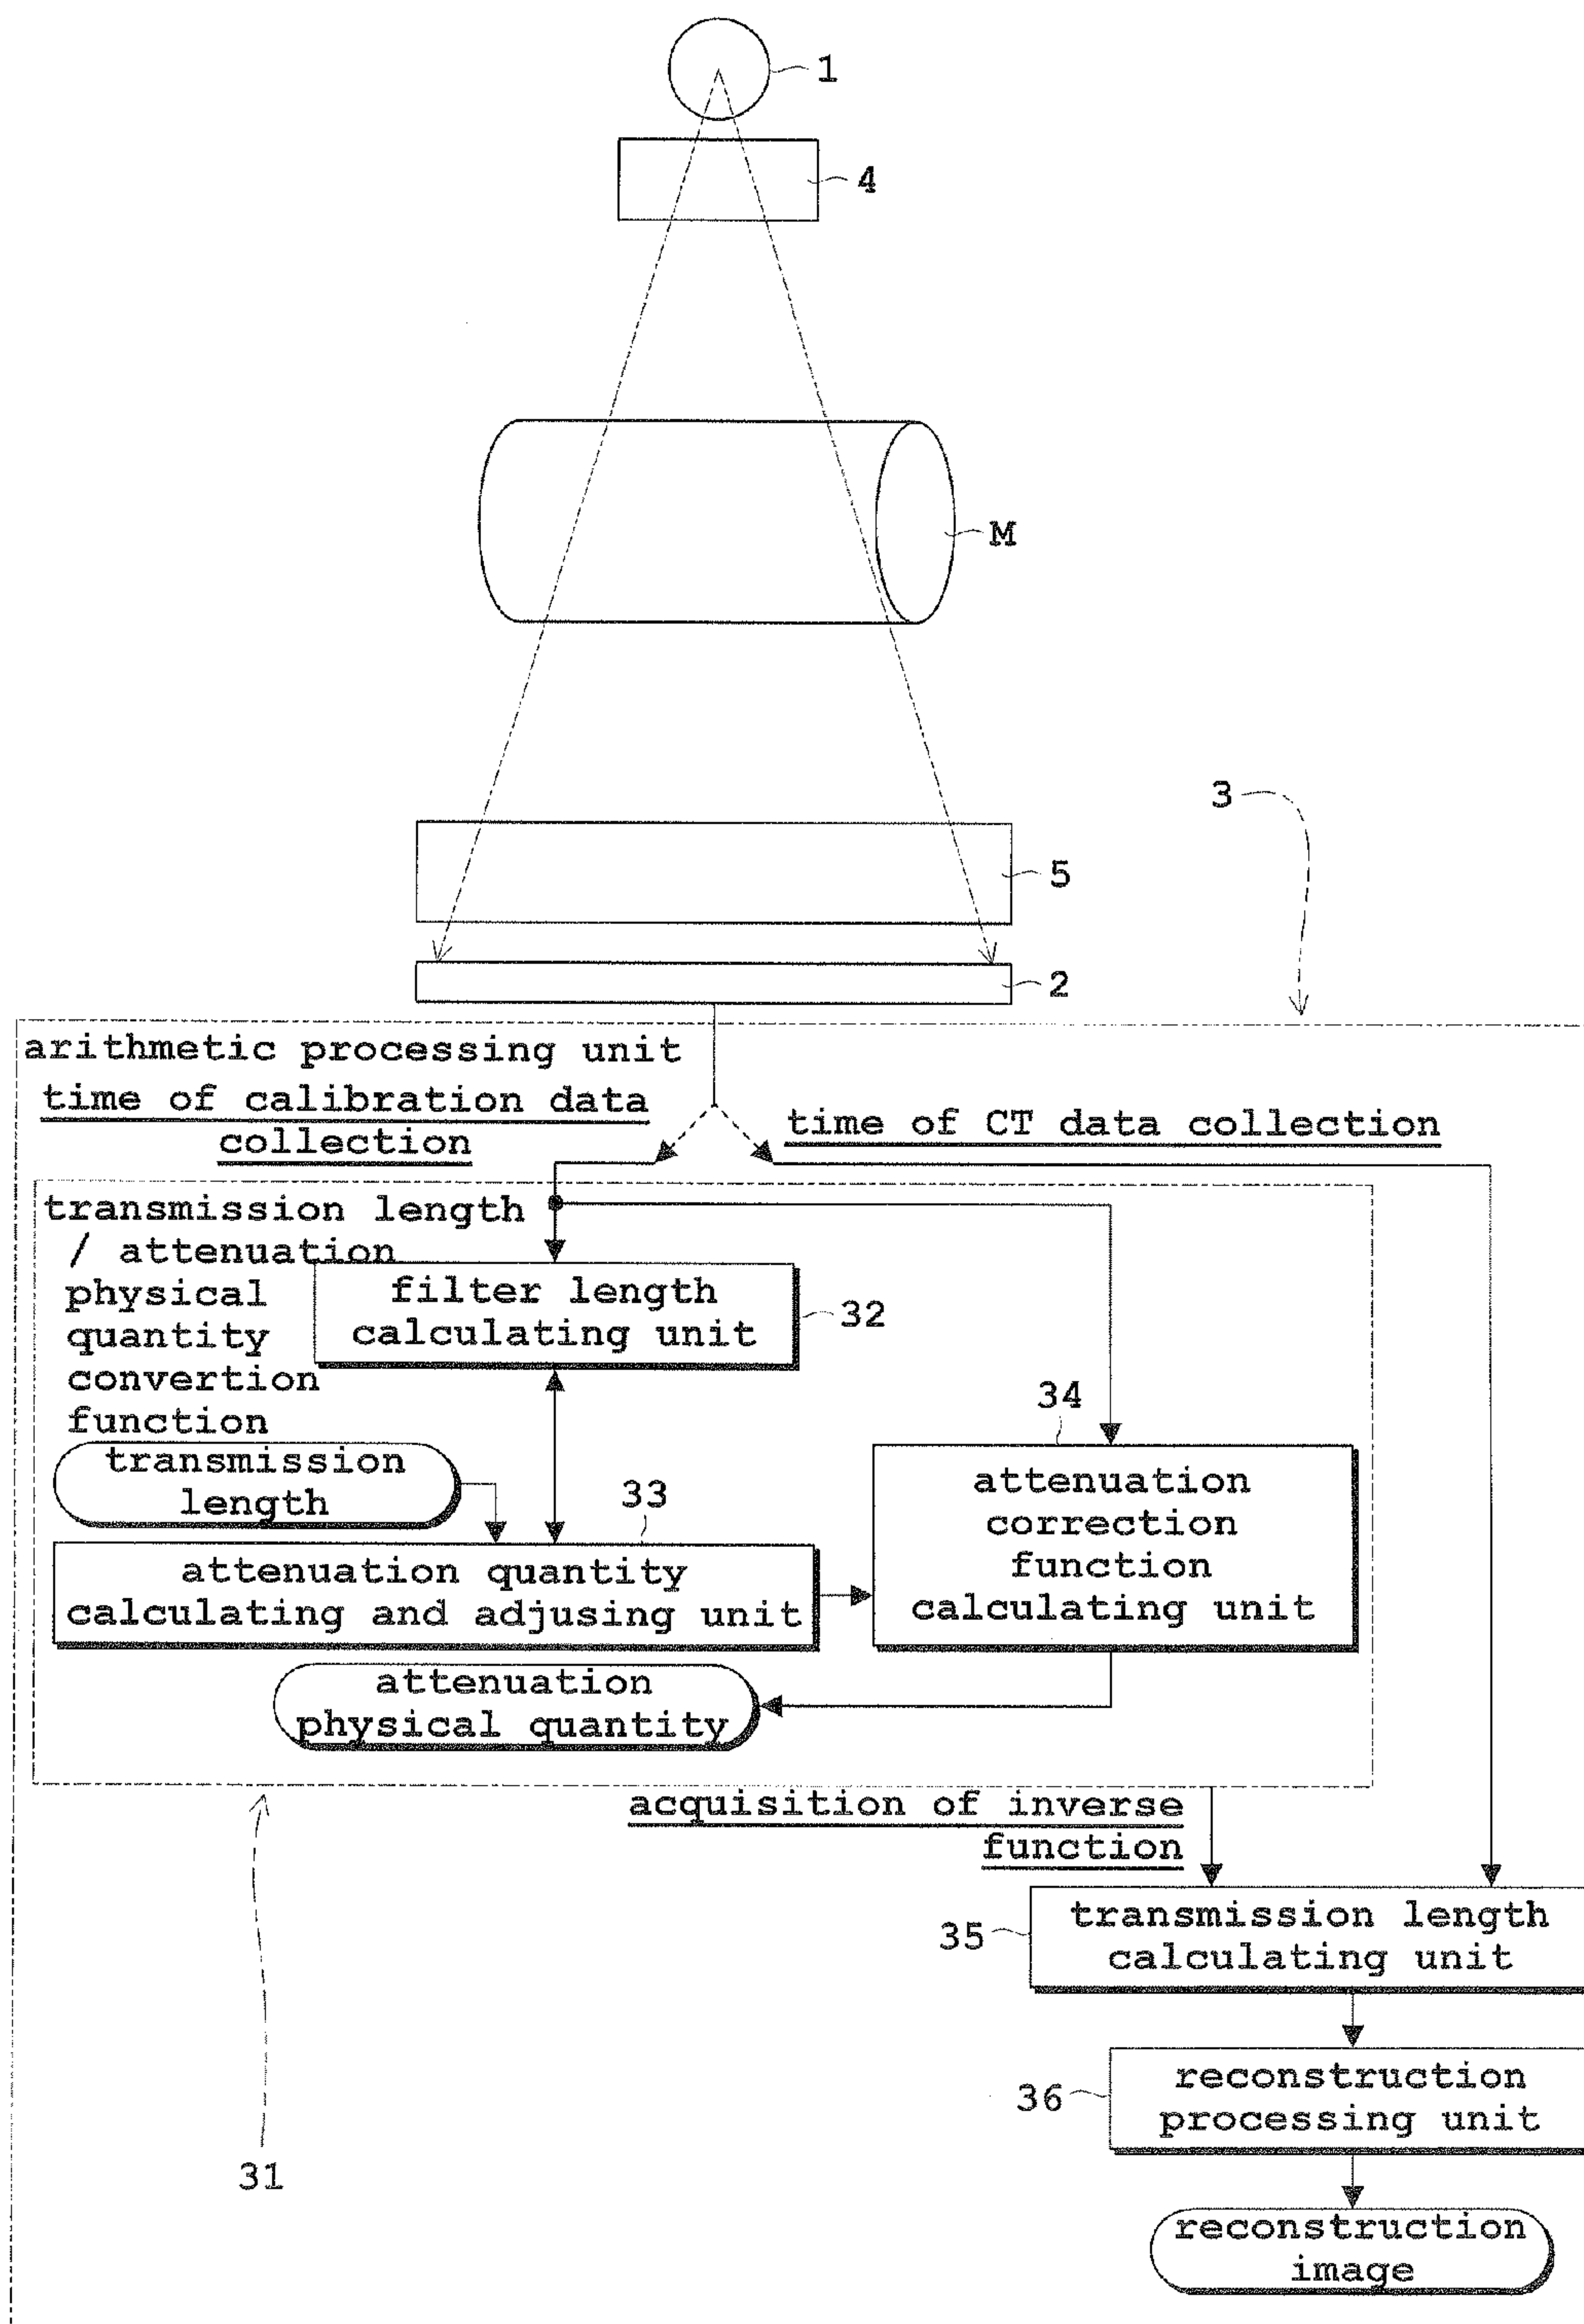 1
4
M
3
5
2
arithmetic processing unit
time of calibration data
collection
time of CT data collection
transmission length
/ attenuation
physical
quantity
convertion
function
filter length
calculating unit
32
34
transmission
length
33
attenuation
correction
function
calculating unit
attenuation quantity
calculating and adjusing unit
attenuation
physical quantity
acquisition of inverse
function
35
transmission length
calculating unit
36
reconstruction
processing unit
31
reconstruction
image